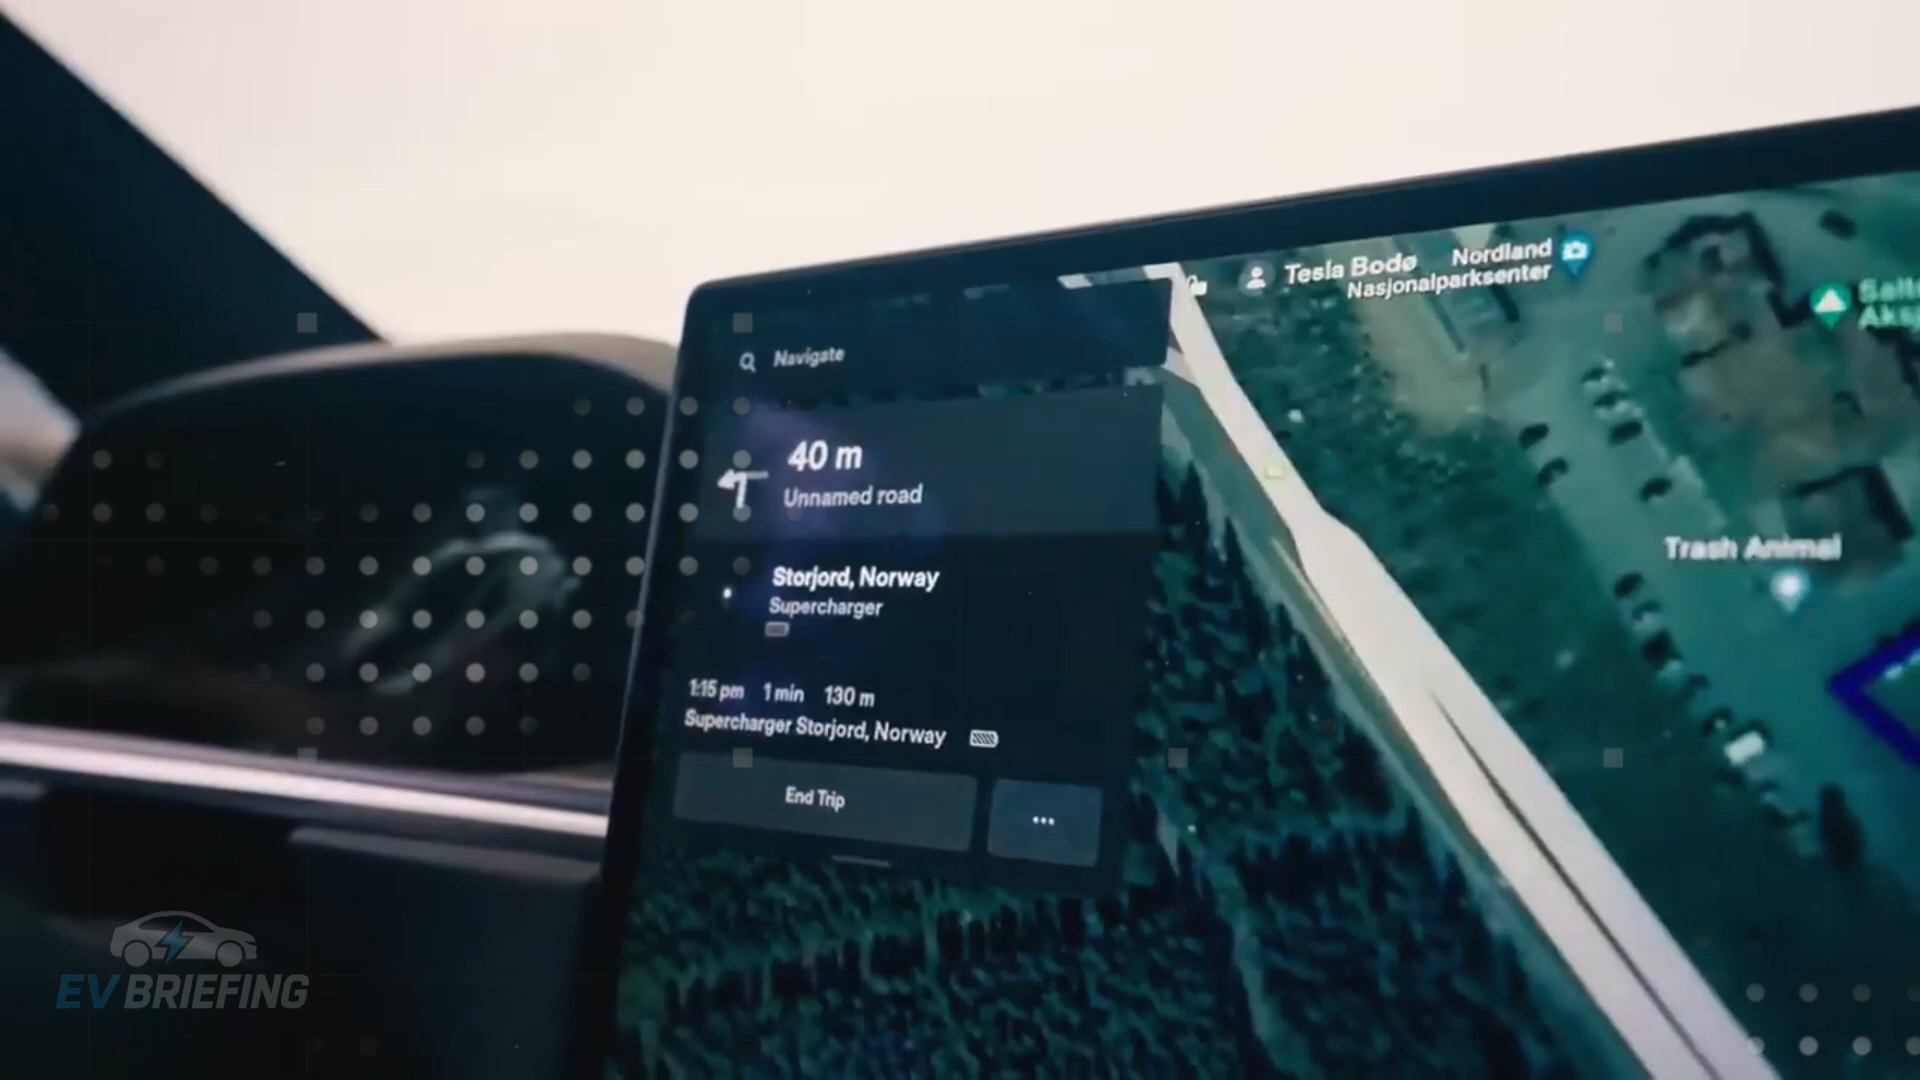 Tesla Bodø
Nordland
Nasjonalparksenter
Navigate
40 m
Unnamed road
Trash Animal
Storjord, Norway
Supercharger
1:15 pm 1 min 130 m
Supercharger Storjord, Norway
End Trip
EV BRIEFING